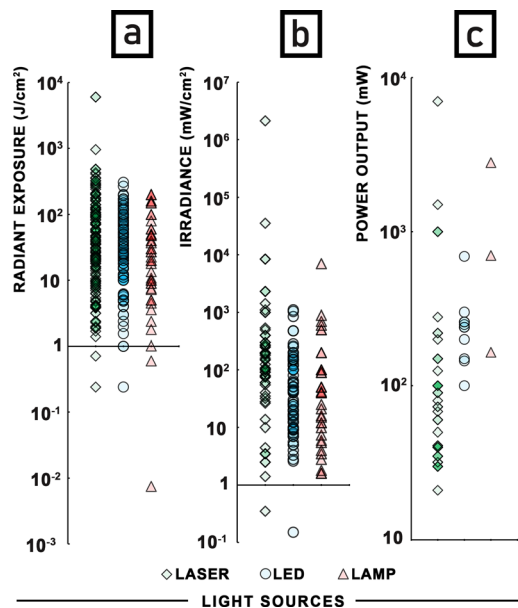 a
b
c
RADIANT EXPOSURE (J/cm²)
10⁴
10³
10²
10
1
10⁻¹
10⁻²
10⁻³
IRRADIANCE (mW/cm²)
10⁷
10⁶
10⁵
10⁴
10³
10²
10
1
10⁻¹
POWER OUTPUT (mW)
10⁴
10³
10²
10
LASER LED LAMP
LIGHT SOURCES